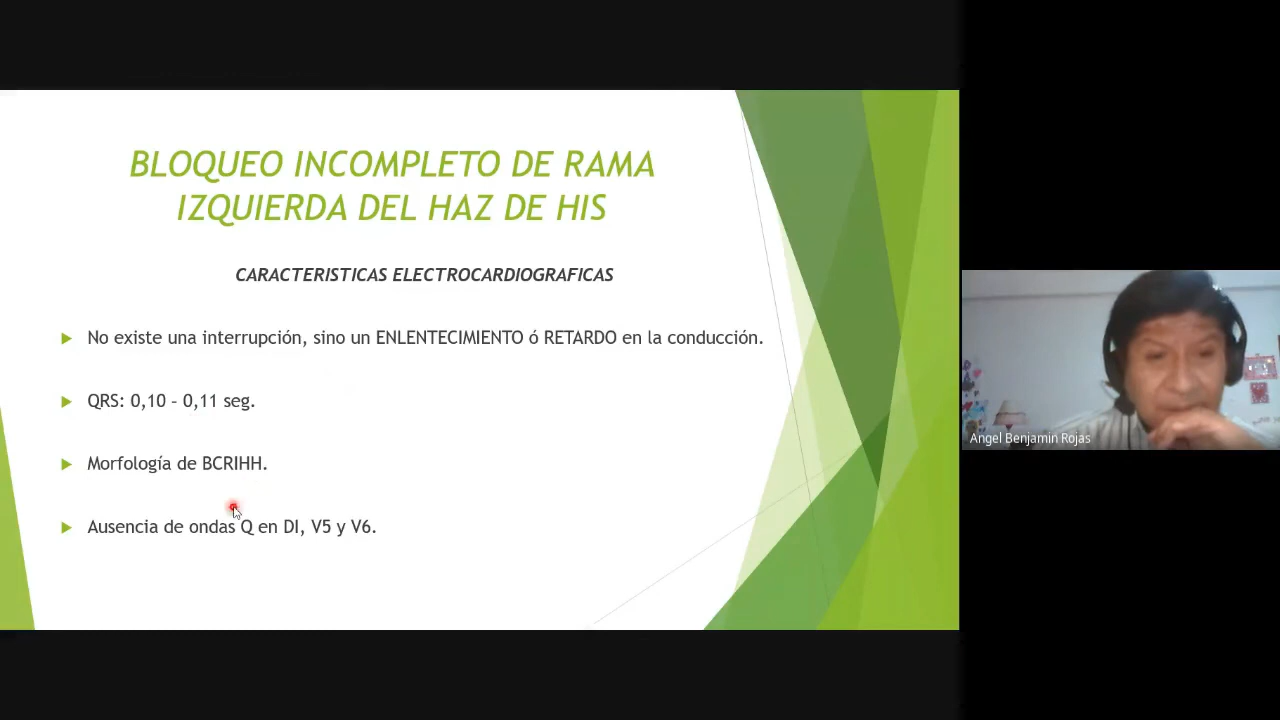 BLOQUEO INCOMPLETO DE RAMA
IZQUIERDA DEL HAZ DE HIS
CARACTERISTICAS ELECTROCARDIOGRAFICAS
No existe una interrupción, sino un ENLENTECIMIENTO ó RETARDO en la conducción.
QRS: 0,10 – 0,11 seg.
Morfología de BCRIHH.
Ausencia de ondas Q en DI, V5 y V6.
Angel Benjamin Rojas